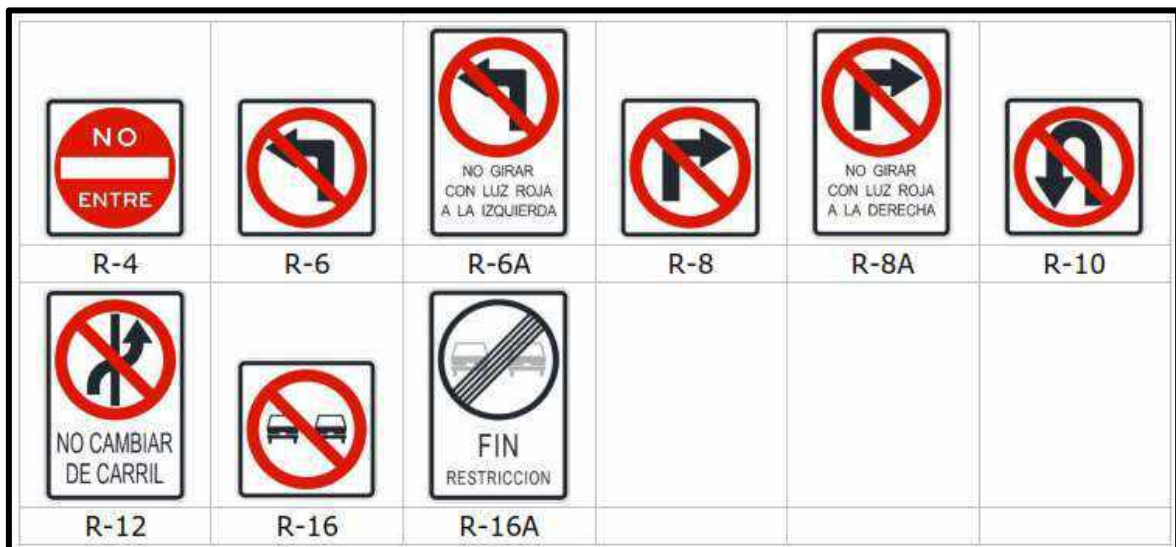 NO
ENTRE
NO GIRAR
CON LUZ ROJA
A LA IZQUIERDA
NO GIRAR
CON LUZ ROJA
A LA DERECHA
R-4
R-6
R-6A
R-8
R-8A
R-10
NO CAMBIAR
DE CARRIL
FIN
RESTRICCION
R-12
R-16
R-16A